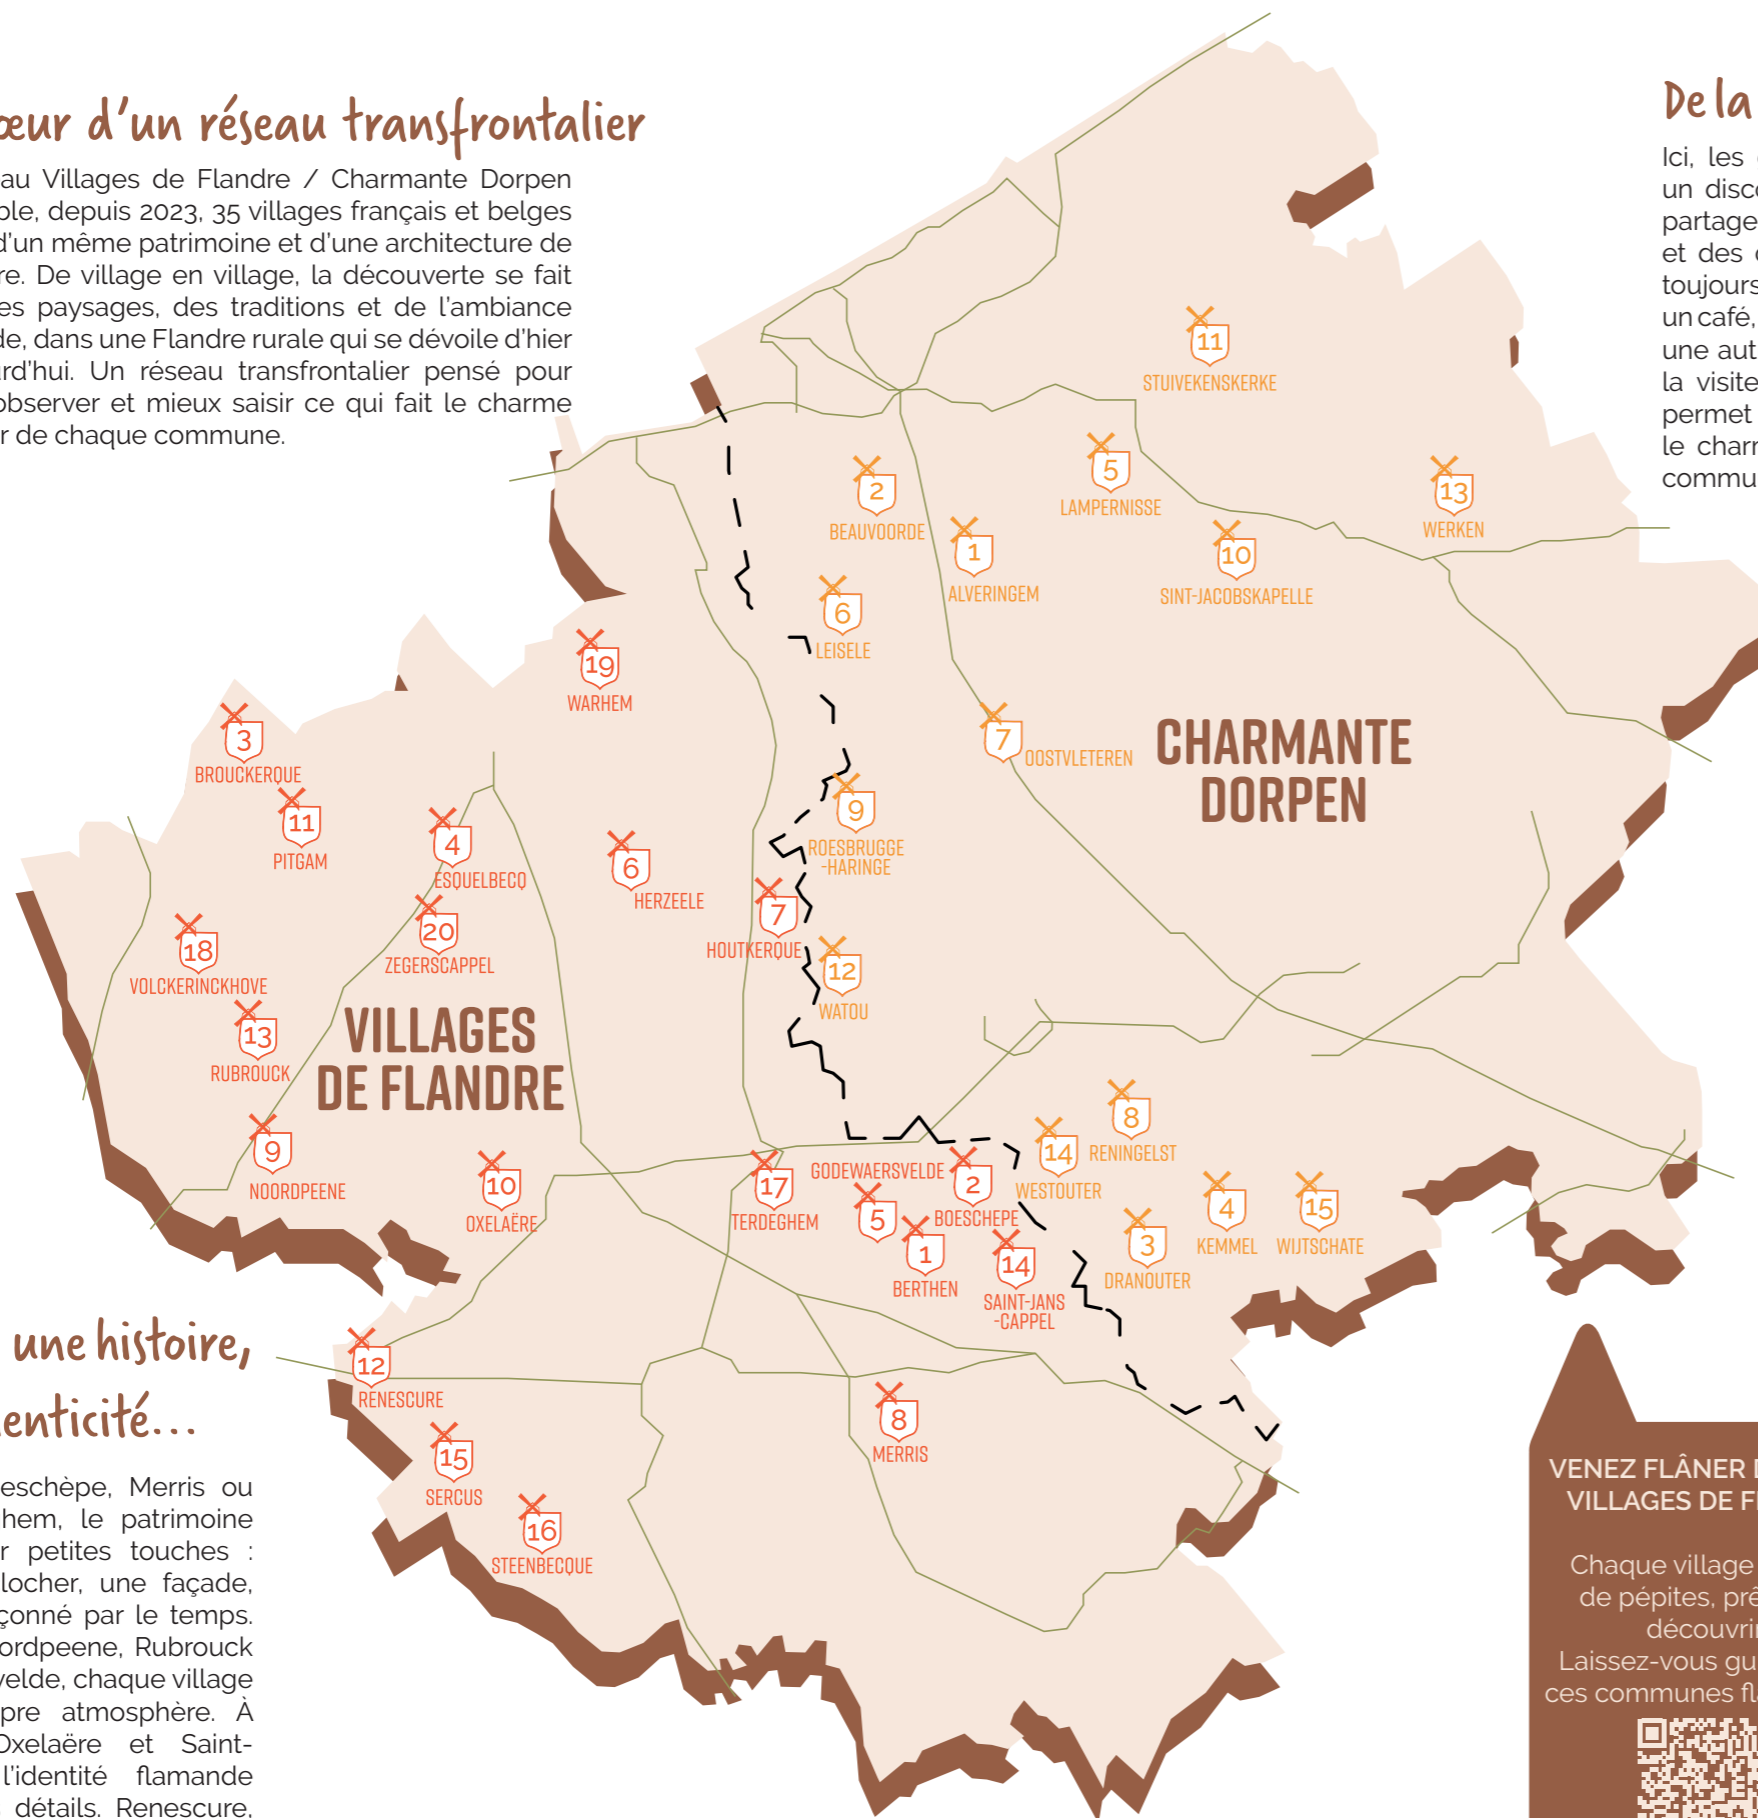 œur d'un réseau transfrontalier
au Villages de Flandre / Charmante Dorpen
ble, depuis 2023, 35 villages français et belges
d'un même patrimoine et d'une architecture de
re. De village en village, la découverte se fait
es paysages, des traditions et de l'ambiance
de, dans une Flandre rurale qui se dévoile d'hier
rd'hui. Un réseau transfrontalier pensé pour
observer et mieux saisir ce qui fait le charme
r de chaque commune.
De la
Ici, les
un disco
partage
et des
toujours
un café,
une aut
la visite
permet
le charm
commu
11
STUIVEKENSKERKE
5
LAMPERNISSE
2
BEAUVOORDE
13
WERKEN
1
ALVERINGEM
10
SINT-JACOBSKAPELLE
6
LEISELE
19
WARHEM
3
BROUCKERQUE
7
OOSTVLETEREN
CHARMANTE
DORPEN
11
PITGAM
4
ESQUELBECQ
6
HERZEELE
9
ROESBRUGGE
-HARINGE
7
HOUTKERQUE
20
ZEGERSCAPPEL
18
VOLCKERINCKHOVE
12
WATOU
13
RUBROUCK
VILLAGES
DE FLANDRE
9
NOORDPEENE
10
OXELAËRE
17
TERDEGHEM
GODEWAERSVELDE
5
2
BOESCHEPE
1
BERTHEN
14
SAINT-JANS
-CAPPEL
8
RENINGELST
14
WESTOUTER
4
KEMMEL
15
WIJTSCHATE
3
DRANOUTER
12
RENESCURE
8
MERRIS
15
SERCUS
16
STEENBECQUE
une histoire,
enticité...
eschèpe, Merris ou
hem, le patrimoine
r petites touches :
locher, une façade,
çonné par le temps.
ordpeene, Rubrouck
velde, chaque village
pre atmosphère. À
Oxelaëre et Saint-
l'identité flamande
détails. Renescure,
VENEZ FLÂNER
VILLAGES DE F
Chaque village
de pépites, prê
découvri
Laissez-vous gu
ces communes fla